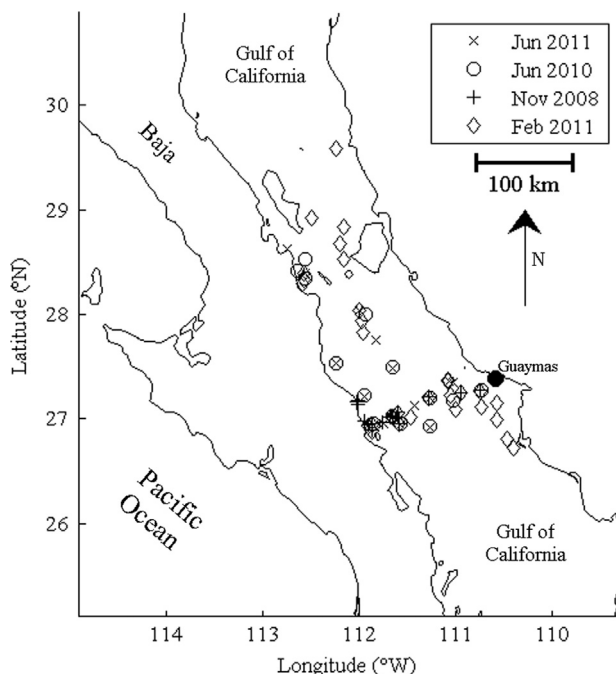 Gulf of
California
Jun 2011
Jun 2010
Nov 2008
Feb 2011
100 km
N
Baja
Guaymas
Pacific
Ocean
Gulf of
California
30
29
28
27
26
Latitude (°N)
114
113
112
111
110
Longitude (°W)